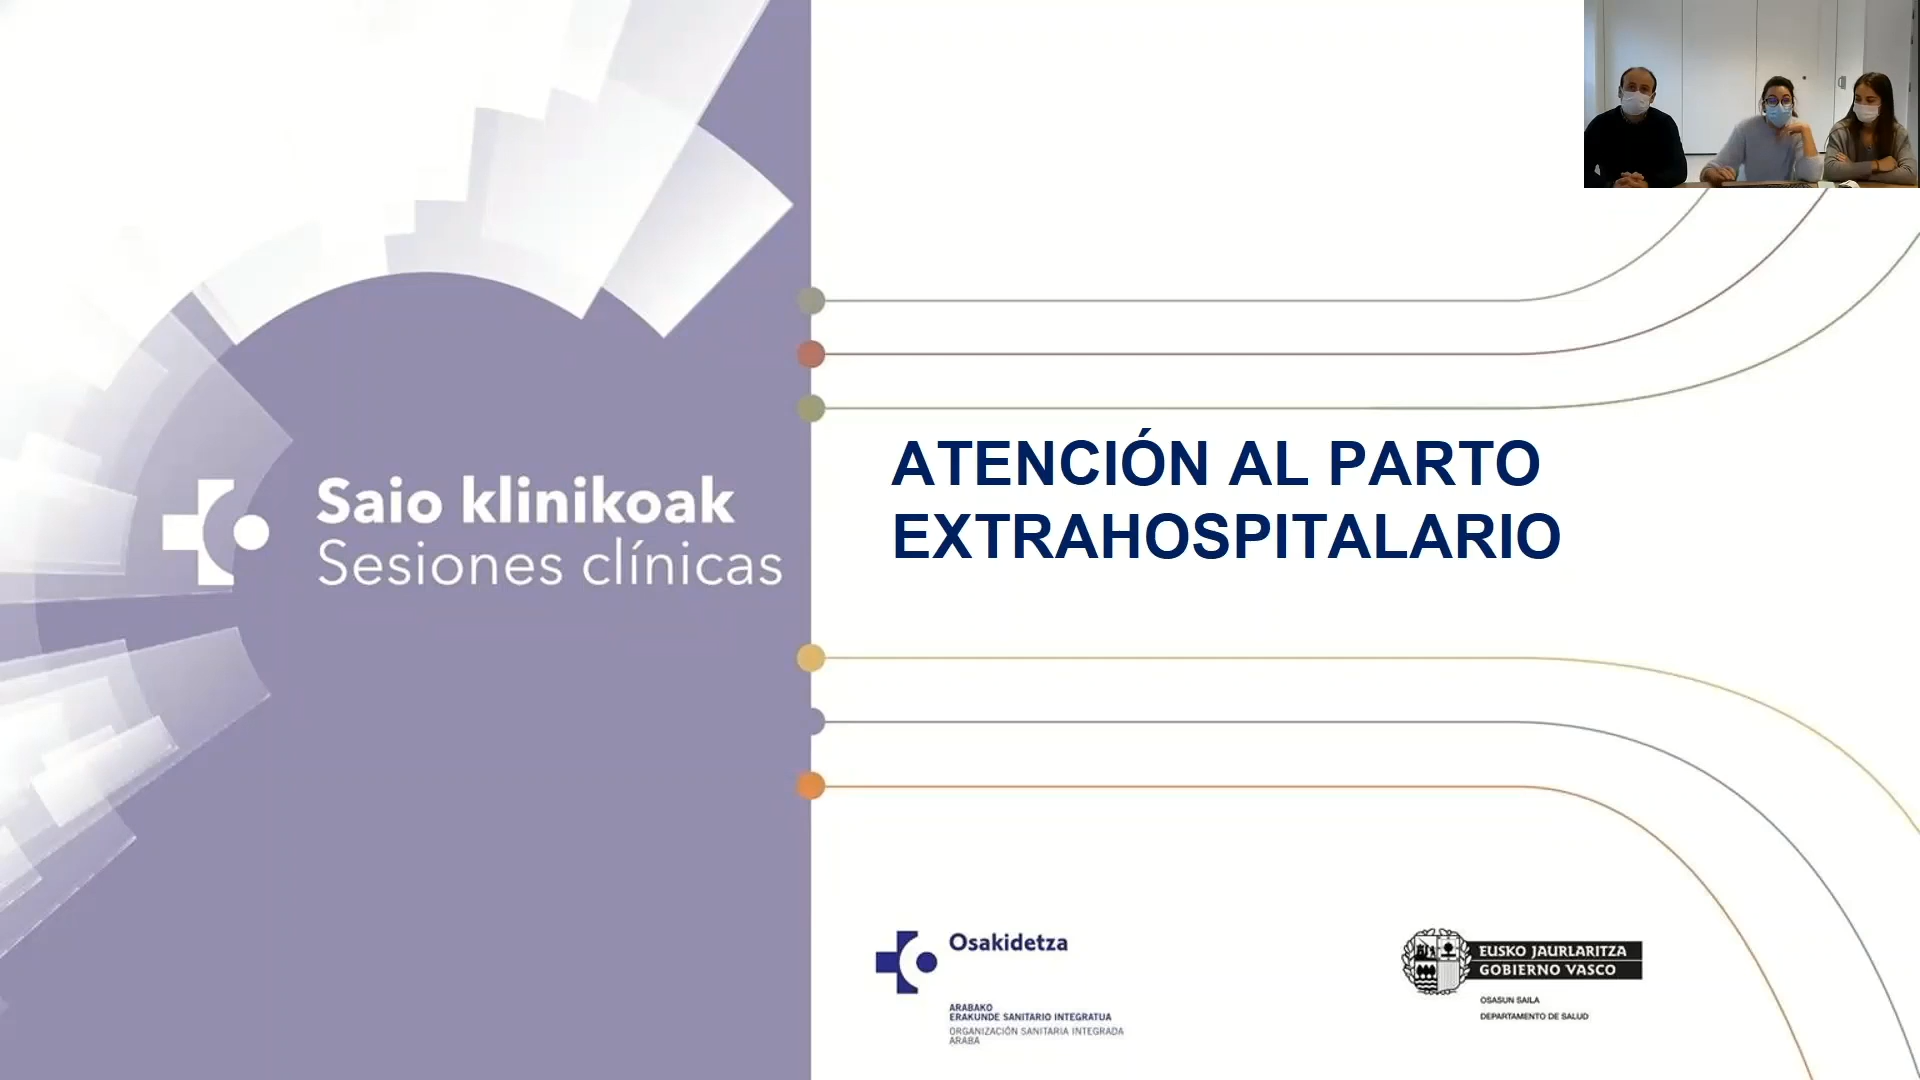 Saio klinikoak
Sesiones clínicas
ATENCIÓN AL PARTO
EXTRAHOSPITALARIO
Osakidetza
ARABAKO
ERAKUNDE SANITARIO INTEGRATUA
ORGANIZACIÓN SANITARIA INTEGRADA
ARABA
EUSKO JAURLARITZA
GOBIERNO VASCO
OSASUN SAILA
DEPARTAMENTO DE SALUD